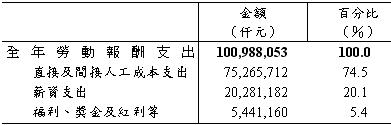 金額 百分比
(仟元) (%)
全年勞動報酬支出 100,988,053 100.0
直接及間接人工成本支出 75,265,712 74.5
薪資支出 20,281,182 20.1
福利、獎金及紅利等 5,441,160 5.4